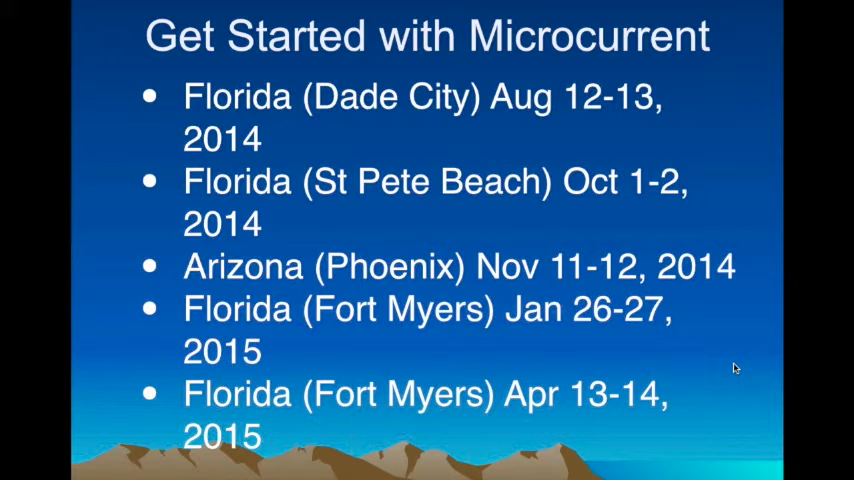 Get Started with Microcurrent
• Florida (Dade City) Aug 12-13,
2014
• Florida (St Pete Beach) Oct 1-2,
2014
• Arizona (Phoenix) Nov 11-12, 2014
• Florida (Fort Myers) Jan 26-27,
2015
• Florida (Fort Myers) Apr 13-14,
2015